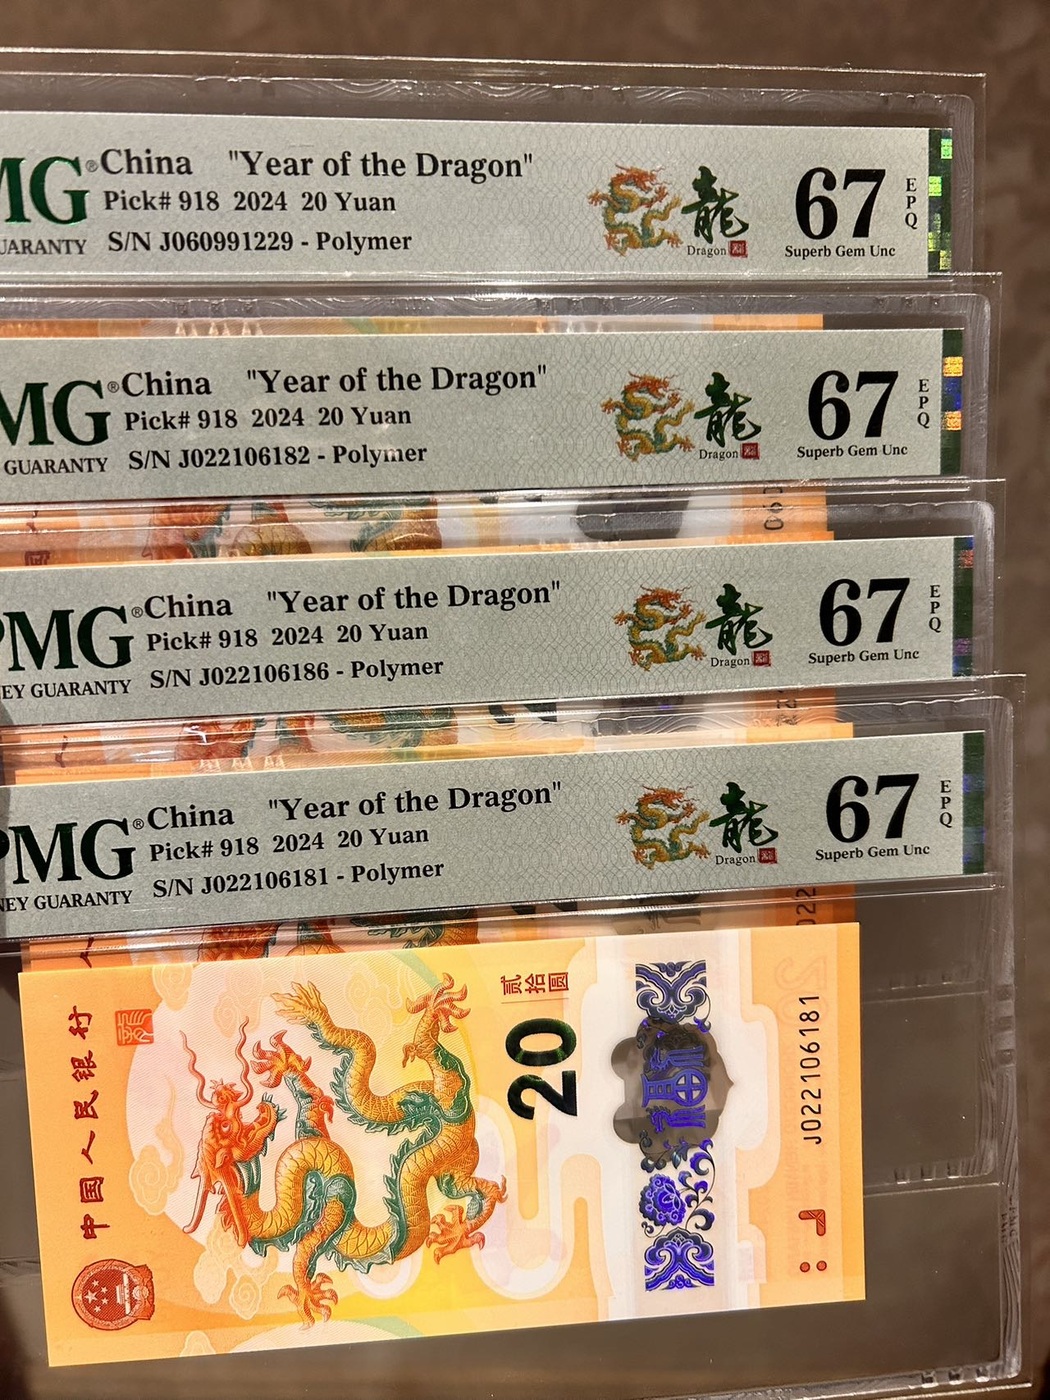 MG® China "Year of the Dragon"
Pick# 918 2024 20 Yuan
UARANTY S/N J060991229 - Polymer
龍
Dragon
67
Superb Gem Unc
EPQ
MG® China "Year of the Dragon"
Pick# 918 2024 20 Yuan
GUARANTY S/N J022106182 - Polymer
龍
Dragon
67
Superb Gem Unc
EPQ
PMG® China "Year of the Dragon"
Pick# 918 2024 20 Yuan
EY GUARANTY S/N J022106186 - Polymer
龍
Dragon
67
Superb Gem Unc
EPQ
PMG® China "Year of the Dragon"
Pick# 918 2024 20 Yuan
EY GUARANTY S/N J022106181 - Polymer
龍
Dragon
67
Superb Gem Unc
EPQ
中国人民银行
贰拾圆
20
福
J022106181